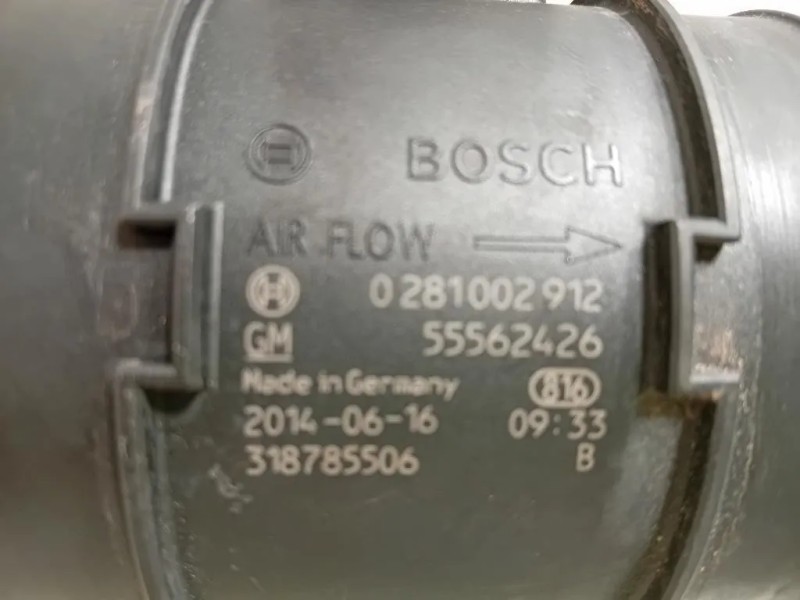 BOSCH
AIR FLOW
0 281 002 912
GM 55562426
Made in Germany 816
2014-06-16 09:33
318785506 B